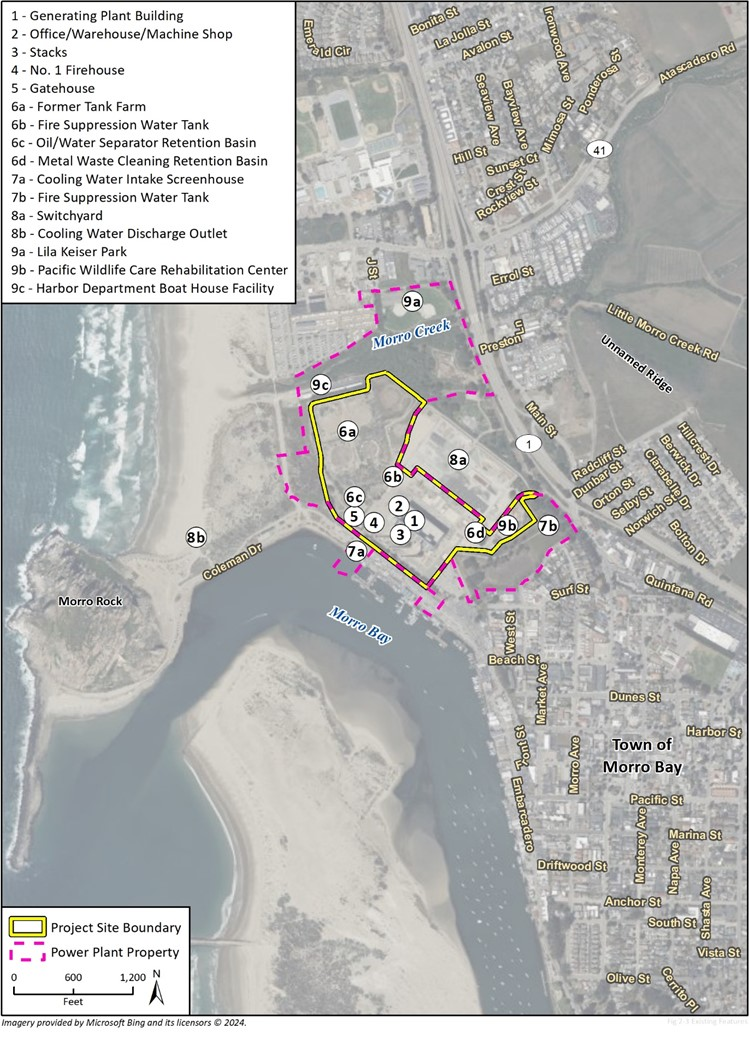 1 - Generating Plant Building
2 - Office/Warehouse/Machine Shop
3 - Stacks
4 - No. 1 Firehouse
5 - Gatehouse
6a - Former Tank Farm
6b - Fire Suppression Water Tank
6c - Oil/Water Separator Retention Basin
6d - Metal Waste Cleaning Retention Basin
7a - Cooling Water Intake Screenhouse
7b - Fire Suppression Water Tank
8a - Switchyard
8b - Cooling Water Discharge Outlet
9a - Lila Keiser Park
9b - Pacific Wildlife Care Rehabilitation Center
9c - Harbor Department Boat House Facility
Emerald Cir
Bonita St
La Jolla St
Avalon St
Ironwood Ave
Ponderosa St
Atascadero Rd
Seaview Ave
Bayview Ave
Mimosa St
41
Hill St
Sunset Ct
Crest St
Rockview St
J St
Errol St
9a
Morro Creek
Preston Ln
Little Morro Creek Rd
Unnamed Ridge
9c
6a
Main St
1
8a
Hillcrest Dr
Berwick Dr
Clarabelle Dr
Radcliff St
Dunbar St
Orton St
Selby St
Norwich St
Bolton Dr
6b
6c
2
5
4
1
3
6d
9b
7b
8b
7a
Coleman Dr
Morro Rock
Morro Bay
Surf St
Quintana Rd
West St
Beach St
Market Ave
Dunes St
Harbor St
Front St
Morro Ave
Town of
Morro Bay
Embarcadero
Pacific St
Monterey Ave
Marina St
Napa Ave
Driftwood St
Anchor St
Shasta Ave
South St
Vista St
Olive St
Cerrito Pl
Project Site Boundary
Power Plant Property
0 600 1,200
Feet
N
Imagery provided by Microsoft Bing and its licensors © 2024.
Fig 2-3 Existing Features